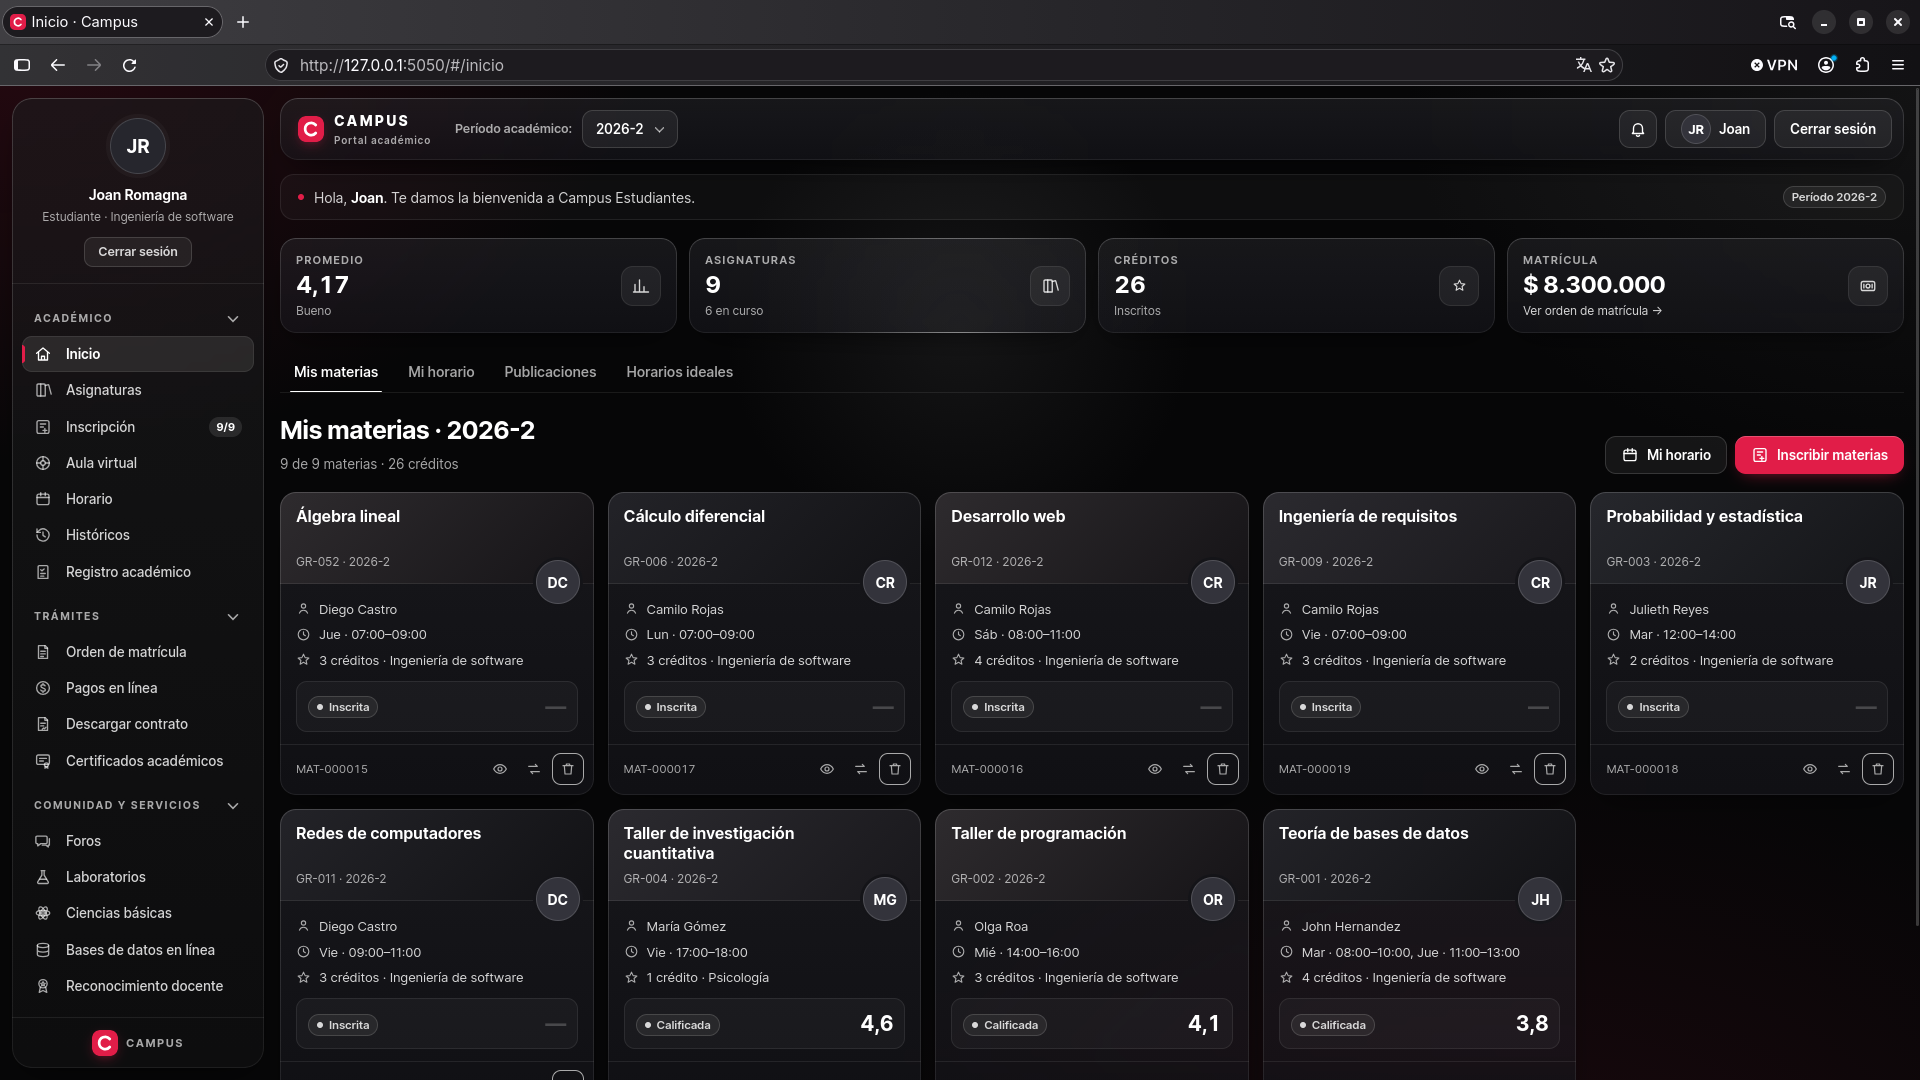 Inicio · Campus
http://127.0.0.1:5050/#/inicio
VPN
JR
Joan Romagna
Estudiante · Ingeniería de software
Cerrar sesión
ACADÉMICO
Inicio
Asignaturas
Inscripción 9/9
Aula virtual
Horario
Históricos
Registro académico
TRÁMITES
Orden de matrícula
Pagos en línea
Descargar contrato
Certificados académicos
COMUNIDAD Y SERVICIOS
Foros
Laboratorios
Ciencias básicas
Bases de datos en línea
Reconocimiento docente
C CAMPUS
C CAMPUS
Portal académico
Período académico: 2026-2
JR Joan
Cerrar sesión
Hola, Joan. Te damos la bienvenida a Campus Estudiantes.
Período 2026-2
PROMEDIO
4,17
Bueno
ASIGNATURAS
9
6 en curso
CRÉDITOS
26
Inscritos
MATRÍCULA
$ 8.300.000
Ver orden de matrícula →
Mis materias Mi horario Publicaciones Horarios ideales
Mis materias · 2026-2
9 de 9 materias · 26 créditos
Mi horario
Inscribir materias
Álgebra lineal
GR-052 · 2026-2
DC
Diego Castro
Jue · 07:00–09:00
3 créditos · Ingeniería de software
Inscrita —
MAT-000015
Cálculo diferencial
GR-006 · 2026-2
CR
Camilo Rojas
Lun · 07:00–09:00
3 créditos · Ingeniería de software
Inscrita —
MAT-000017
Desarrollo web
GR-012 · 2026-2
CR
Camilo Rojas
Sáb · 08:00–11:00
4 créditos · Ingeniería de software
Inscrita —
MAT-000016
Ingeniería de requisitos
GR-009 · 2026-2
CR
Camilo Rojas
Vie · 07:00–09:00
3 créditos · Ingeniería de software
Inscrita —
MAT-000019
Probabilidad y estadística
GR-003 · 2026-2
JR
Julieth Reyes
Mar · 12:00–14:00
2 créditos · Ingeniería de software
Inscrita —
MAT-000018
Redes de computadores
GR-011 · 2026-2
DC
Diego Castro
Vie · 09:00–11:00
3 créditos · Ingeniería de software
Inscrita —
Taller de investigación
cuantitativa
GR-004 · 2026-2
MG
María Gómez
Vie · 17:00–18:00
1 crédito · Psicología
Calificada 4,6
Taller de programación
GR-002 · 2026-2
OR
Olga Roa
Mié · 14:00–16:00
3 créditos · Ingeniería de software
Calificada 4,1
Teoría de bases de datos
GR-001 · 2026-2
JH
John Hernandez
Mar · 08:00–10:00, Jue · 11:00–13:00
4 créditos · Ingeniería de software
Calificada 3,8